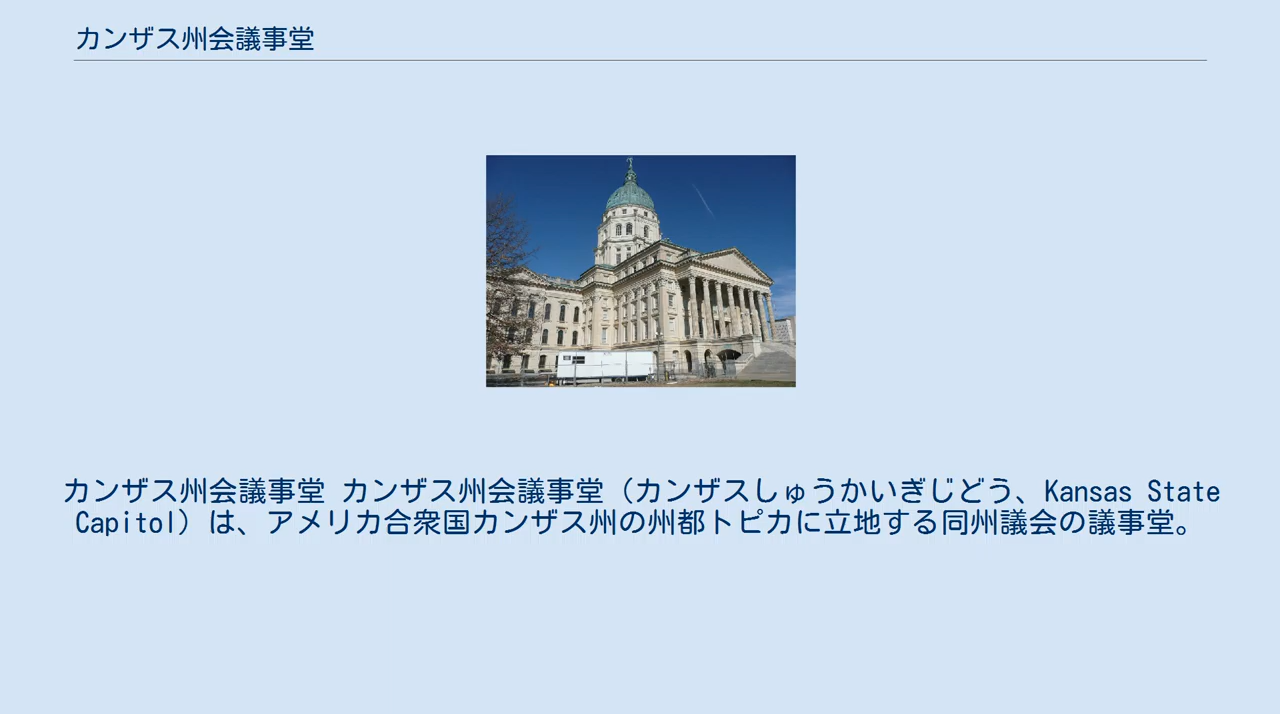 カンザス州会議事堂
カンザス州会議事堂 カンザス州会議事堂（カンザスしゅうかいぎじどう、Kansas State
Capitol）は、アメリカ合衆国カンザス州の州都トピカに立地する同州議会の議事堂。